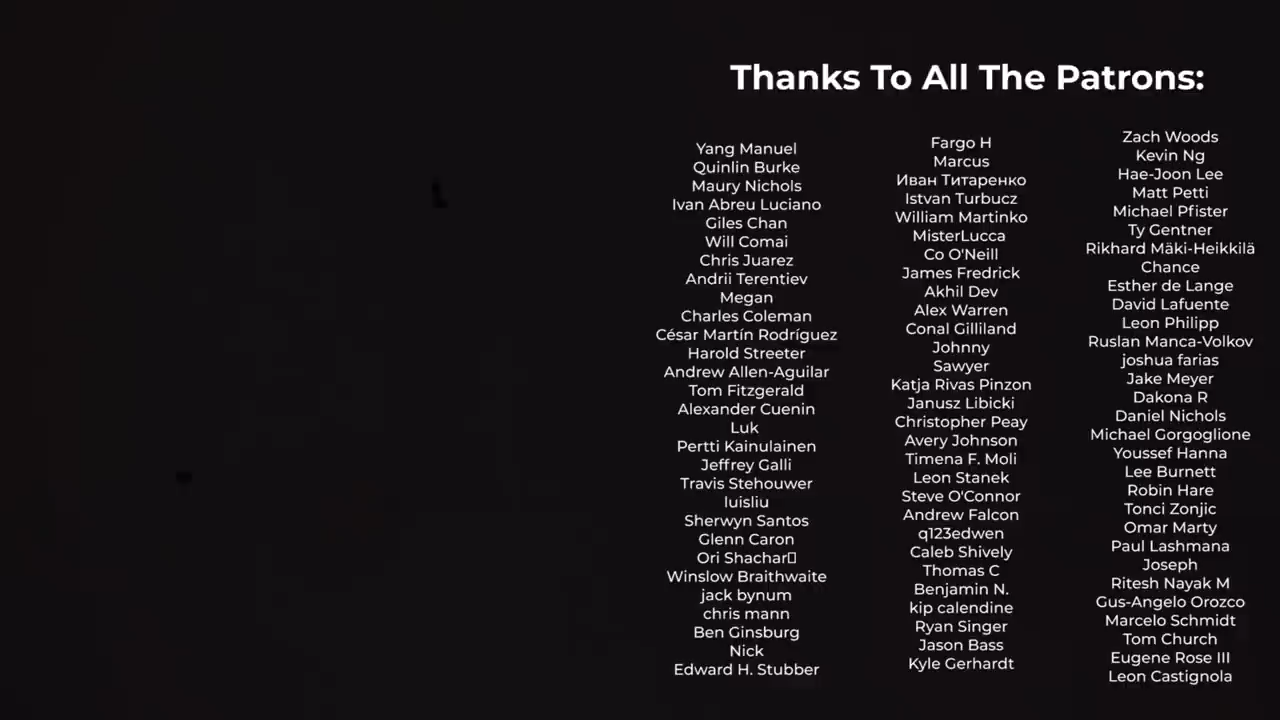 Thanks To All The Patrons:
Yang Manuel
Quinlin Burke
Maury Nichols
Ivan Abreu Luciano
Giles Chan
Will Comai
Chris Juarez
Andrii Terentiev
Megan
Charles Coleman
César Martín Rodríguez
Harold Streeter
Andrew Allen-Aguilar
Tom Fitzgerald
Alexander Cuenin
Luk
Pertti Kainulainen
Jeffrey Galli
Travis Stehouwer
luisliu
Sherwyn Santos
Glenn Caron
Ori Shachar▯
Winslow Braithwaite
jack bynum
chris mann
Ben Ginsburg
Nick
Edward H. Stubber
Fargo H
Marcus
Иван Титаренко
Istvan Turbucz
William Martinko
MisterLucca
Co O'Neill
James Fredrick
Akhil Dev
Alex Warren
Conal Gilliland
Johnny
Sawyer
Katja Rivas Pinzon
Janusz Libicki
Christopher Peay
Avery Johnson
Timena F. Moli
Leon Stanek
Steve O'Connor
Andrew Falcon
q123edwen
Caleb Shively
Thomas C
Benjamin N.
kip calendine
Ryan Singer
Jason Bass
Kyle Gerhardt
Zach Woods
Kevin Ng
Hae-Joon Lee
Matt Petti
Michael Pfister
Ty Gentner
Rikhard Mäki-Heikkilä
Chance
Esther de Lange
David Lafuente
Leon Philipp
Ruslan Manca-Volkov
joshua farias
Jake Meyer
Dakona R
Daniel Nichols
Michael Gorgoglione
Youssef Hanna
Lee Burnett
Robin Hare
Tonci Zonjic
Omar Marty
Paul Lashmana
Joseph
Ritesh Nayak M
Gus-Angelo Orozco
Marcelo Schmidt
Tom Church
Eugene Rose III
Leon Castignola